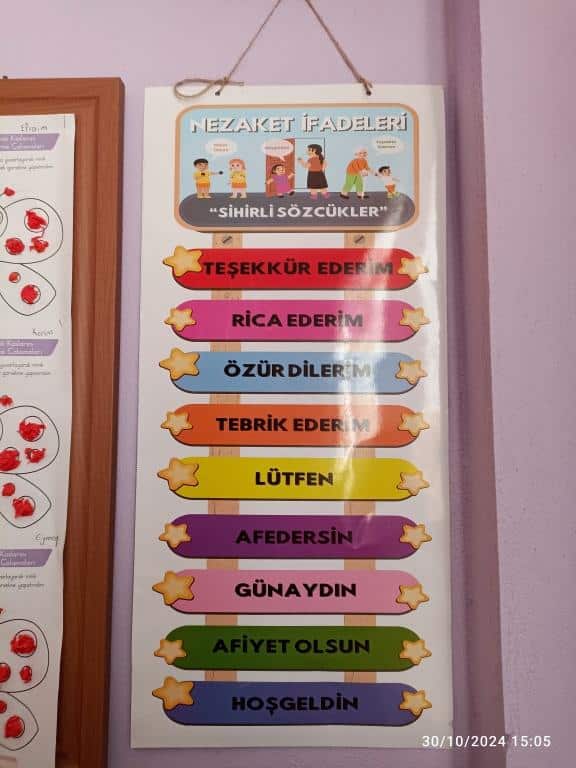 NEZAKET İFADELERİ
"SİHİRLİ SÖZCÜKLER"
TEŞEKKÜR EDERİM
RİCA EDERİM
ÖZÜR DİLERİM
TEBRİK EDERİM
LÜTFEN
AFEDERSİN
GÜNAYDIN
AFİYET OLSUN
HOŞGELDİN
30/10/2024 15:05